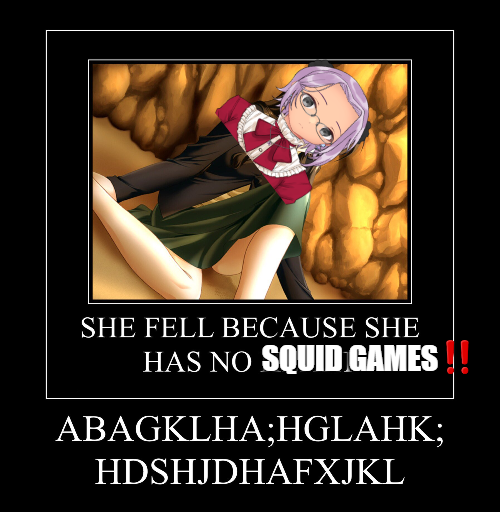 SHE FELL BECAUSE SHE
HAS NO SQUID GAMES‼️
ABAGKLHA;HGLAHK;
HDSHJDHAFXJKL